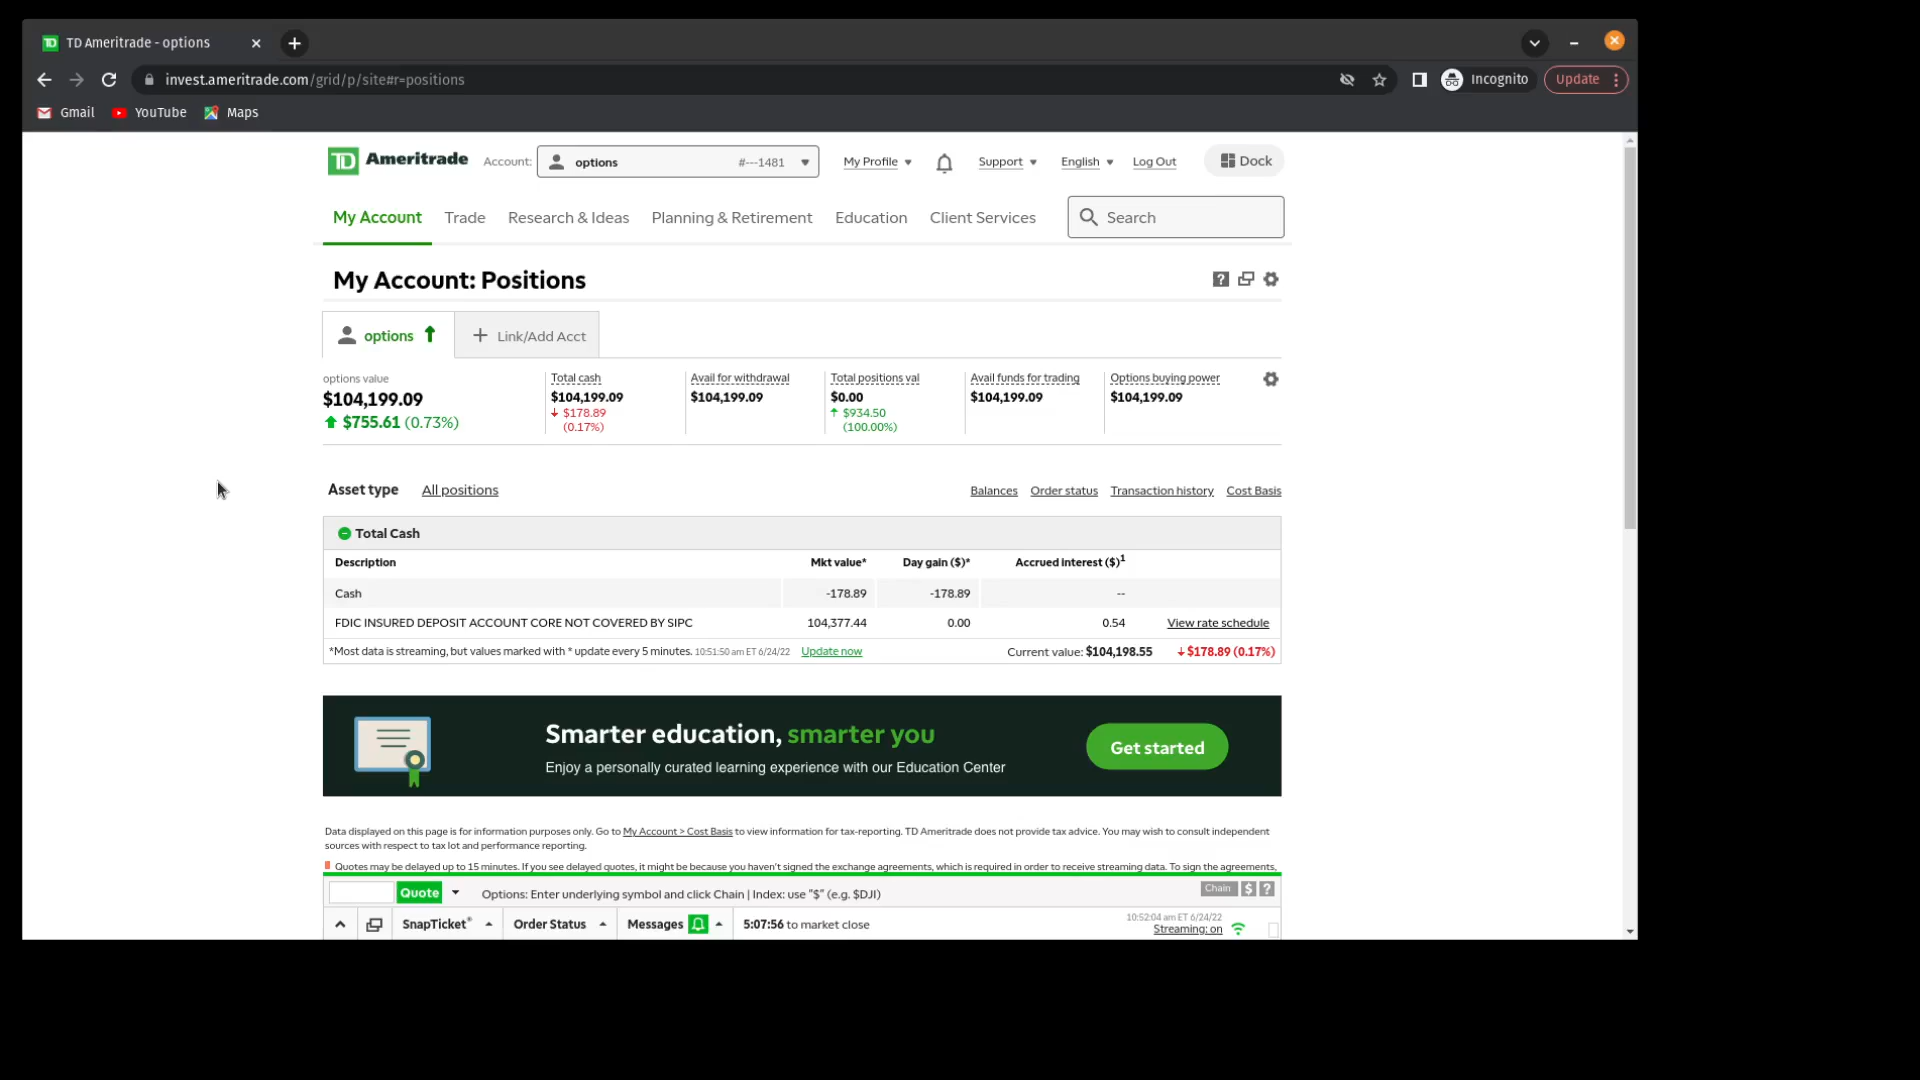 TD Ameritrade - options
invest.ameritrade.com/grid/p/site#r=positions
Incognito
Update
Gmail
YouTube
Maps
TD Ameritrade
Account:
options
#---1481
My Profile
Support
English
Log Out
Dock
My Account
Trade
Research & Ideas
Planning & Retirement
Education
Client Services
Search
My Account: Positions
?
options
+ Link/Add Acct
options value
$104,199.09
$755.61 (0.73%)
Total cash
$104,199.09
$178.89
(0.17%)
Avail for withdrawal
$104,199.09
Total positions val
$0.00
$934.50
(100.00%)
Avail funds for trading
$104,199.09
Options buying power
$104,199.09
Asset type
All positions
Balances
Order status
Transaction history
Cost Basis
Total Cash
Description
Mkt value*
Day gain ($)*
Accrued interest ($)1
Cash
-178.89
-178.89
--
FDIC INSURED DEPOSIT ACCOUNT CORE NOT COVERED BY SIPC
104,377.44
0.00
0.54
View rate schedule
*Most data is streaming, but values marked with * update every 5 minutes. 10:51:50 am ET 6/24/22
Update now
Current value: $104,198.55
$178.89 (0.17%)
Smarter education, smarter you
Enjoy a personally curated learning experience with our Education Center
Get started
Data displayed on this page is for information purposes only. Go to My Account > Cost Basis to view information for tax-reporting. TD Ameritrade does not provide tax advice. You may wish to consult independent
sources with respect to tax lot and performance reporting.
Quotes may be delayed up to 15 minutes. If you see delayed quotes, it might be because you haven't signed the exchange agreements, which is required in order to receive streaming data. To sign the agreements,
Quote
Options: Enter underlying symbol and click Chain | Index: use "$" (e.g. $DJI)
Chain
$
?
SnapTicket®
Order Status
Messages
5:07:56 to market close
10:52:04 am ET 6/24/22
Streaming: on